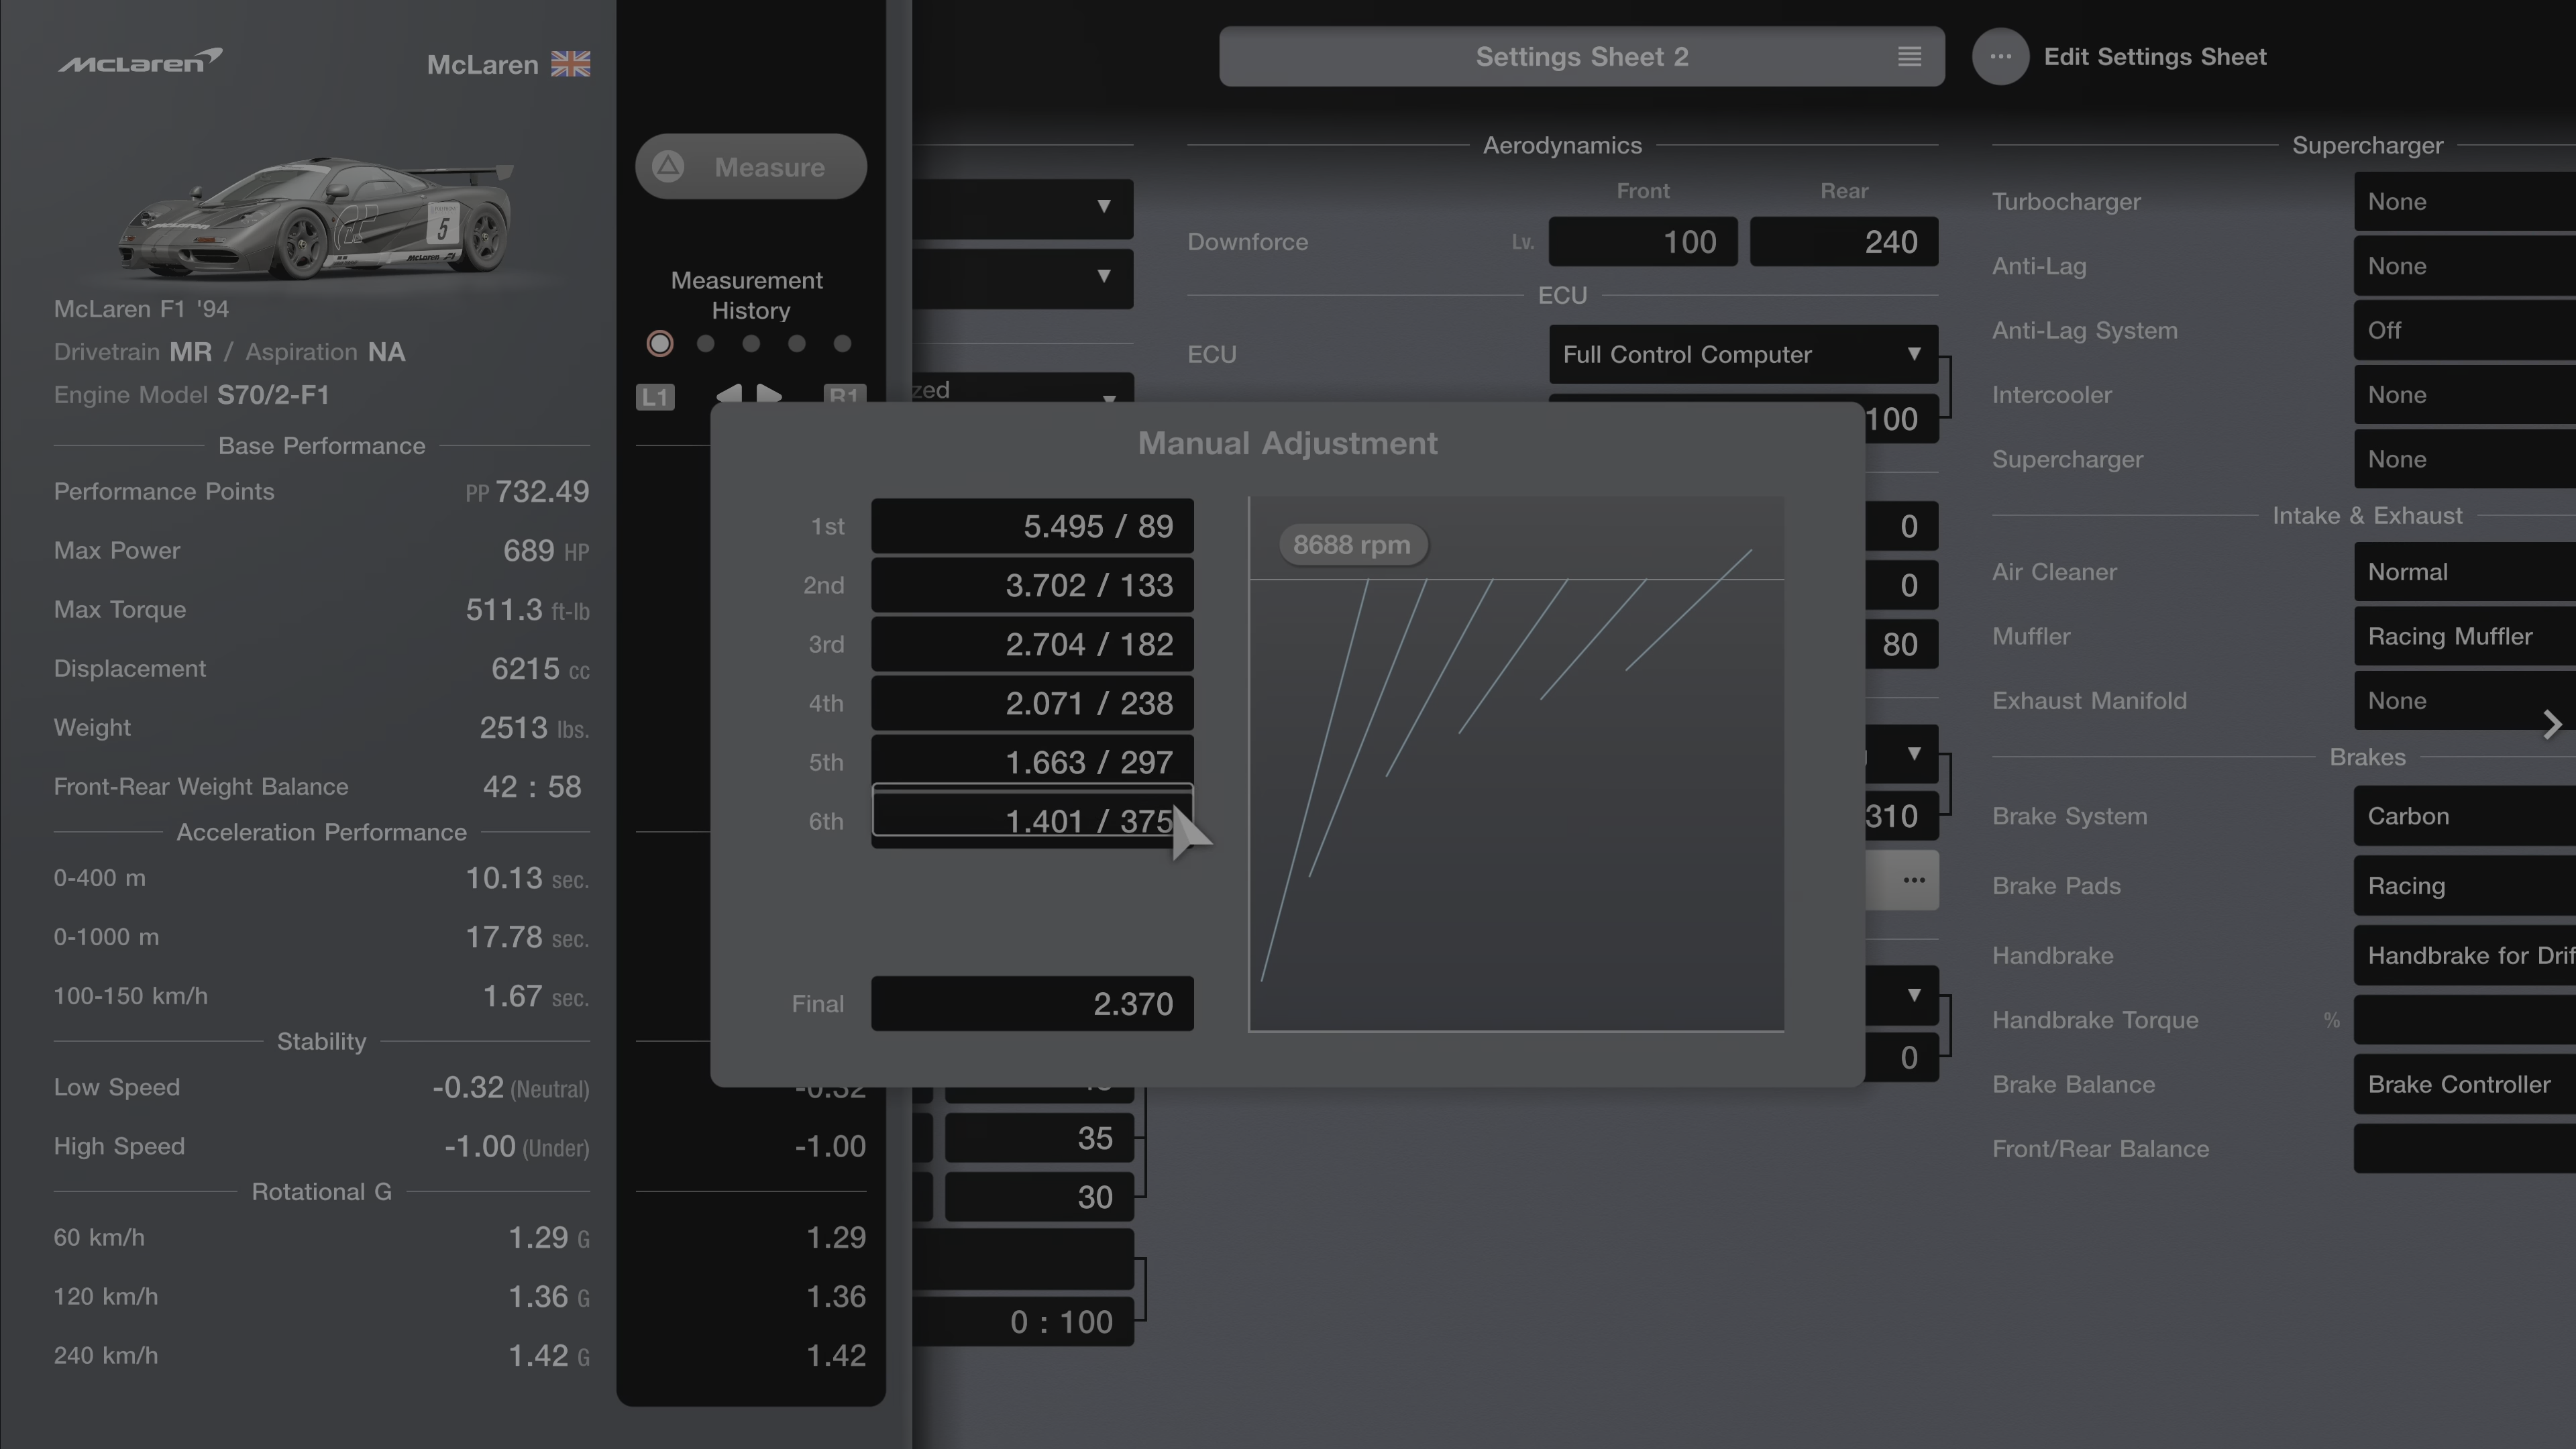 McLaren
McLaren
Settings Sheet 2
Edit Settings Sheet
McLaren F1 '94
Drivetrain MR / Aspiration NA
Engine Model S70/2-F1
Base Performance
Performance Points PP 732.49
Max Power 689 HP
Max Torque 511.3 ft-lb
Displacement 6215 cc
Weight 2513 lbs.
Front-Rear Weight Balance 42 : 58
Acceleration Performance
0-400 m 10.13 sec.
0-1000 m 17.78 sec.
100-150 km/h 1.67 sec.
Stability
Low Speed -0.32 (Neutral)
High Speed -1.00 (Under)
Rotational G
60 km/h 1.29 G
120 km/h 1.36 G
240 km/h 1.42 G
Measure
Measurement
History
L1 R1
-0.32
-1.00
1.29
1.36
1.42
zed
35
30
0 : 100
Manual Adjustment
1st 5.495 / 89
2nd 3.702 / 133
3rd 2.704 / 182
4th 2.071 / 238
5th 1.663 / 297
6th 1.401 / 375
Final 2.370
8688 rpm
Aerodynamics
Front Rear
Downforce Lv. 100 240
ECU
ECU Full Control Computer
100
0
0
80
310
0
Supercharger
Turbocharger None
Anti-Lag None
Anti-Lag System Off
Intercooler None
Supercharger None
Intake & Exhaust
Air Cleaner Normal
Muffler Racing Muffler
Exhaust Manifold None
Brakes
Brake System Carbon
Brake Pads Racing
Handbrake Handbrake for Drif
Handbrake Torque %
Brake Balance Brake Controller
Front/Rear Balance